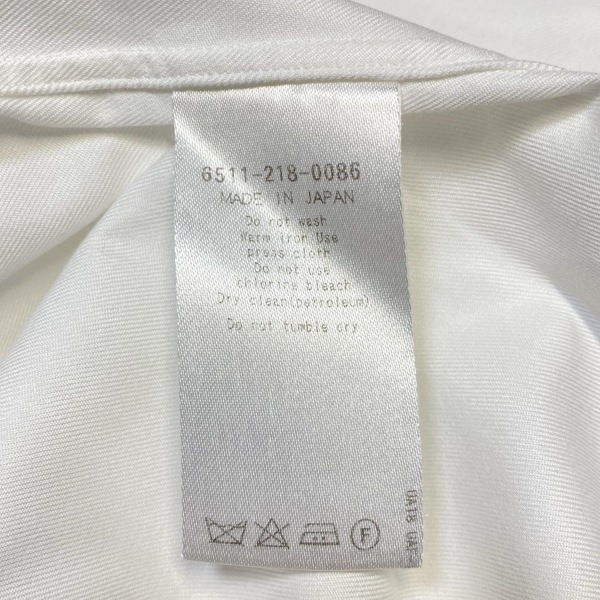 6511-218-0086
MADE IN JAPAN
Do not wash
Warm iron Use
press cloth
Do not use
chlorine bleach
Dry clean(petroleum)
Do not tumble dry
F